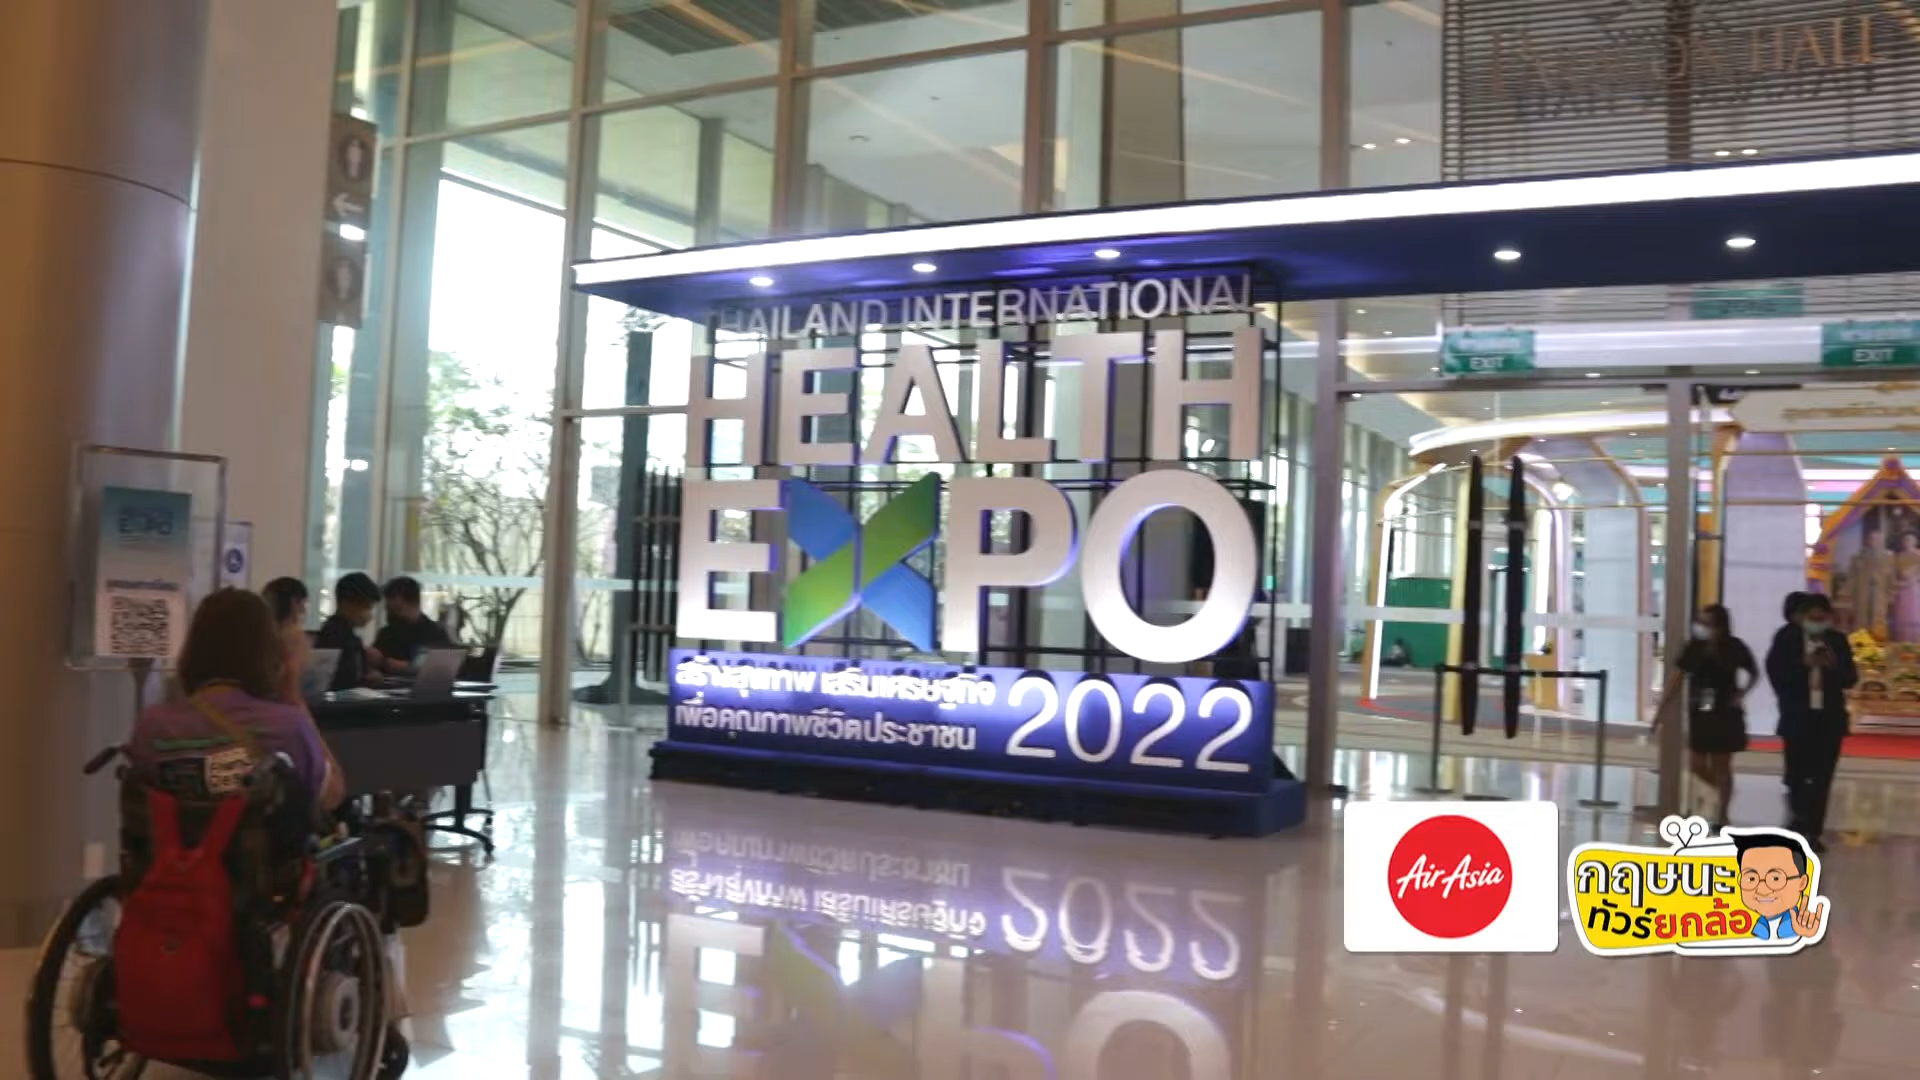 THAILAND INTERNATIONAL
HEALTH
EXPO
สร้างสุขภาพ เสริมเศรษฐกิจ
เพื่อคุณภาพชีวิตประชาชน
2022
EXIT
EXIT
EXPO
AirAsia
กฤษนะ
ทัวร์ยกล้อ